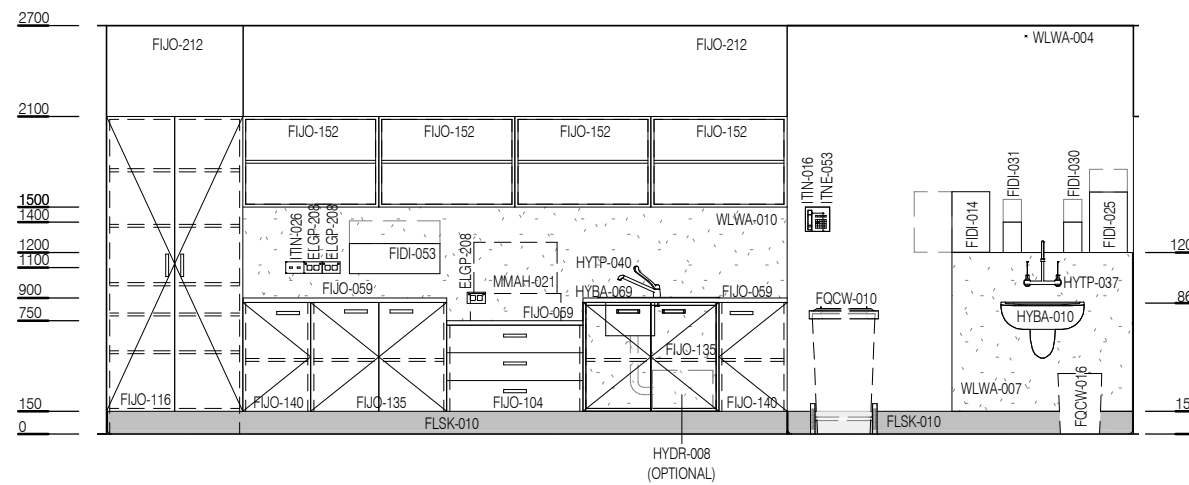 2700
FIJO-212
FIJO-212
WLWA-004
2100
FIJO-152
FIJO-152
FIJO-152
FIJO-152
ITIN-016
ITNE-053
FIDI-031
FIDI-030
1500
1400
ITIN-026
ELGP-208
ELGP-208
WLWA-010
FIDI-014
FIDI-025
1200
1100
FIDI-053
ELGP-208
HYTP-040
MMAH-021
HYTP-037
FIJO-059
HYBA-069
FIJO-059
900
FQCW-010
HYBA-010
750
FIJO-059
FIJO-135
WLWA-007
FQCW-016
FIJO-116
FIJO-140
FIJO-135
FIJO-104
FIJO-140
150
0
FLSK-010
FLSK-010
HYDR-008
(OPTIONAL)